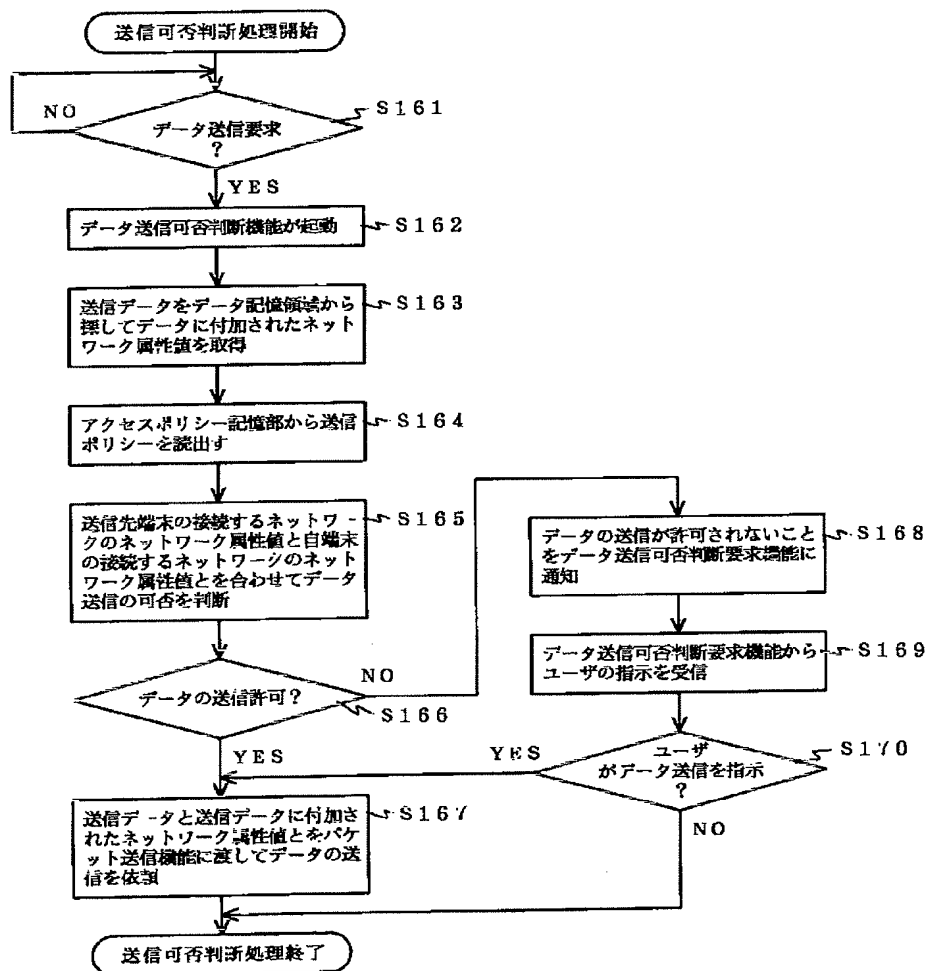 送信可否判断処理開始
NO
S161
データ送信要求
?
YES
データ送信可否判断機能が起動
S162
送信データをデータ記憶領域から
探してデータに付加されたネット
ワーク属性値を取得
S163
アクセスポリシー記憶部から送信
ポリシーを読出す
S164
送信先端末の接続するネットワー
クのネットワーク属性値と自端末
の接続するネットワークのネット
ワーク属性値とを合わせてデータ
送信の可否を判断
S165
データの送信許可?
NO
S166
YES
データの送信が許可されないこと
をデータ送信可否判断要求機能に
通知
S168
データ送信可否判断要求機能から
ユーザの指示を受信
S169
ユーザ
がデータ送信を指示
?
S170
YES
NO
送信データと送信データに付加さ
れたネットワーク属性値とをパケ
ット送信機能に渡してデータの送
信を依頼
S167
送信可否判断処理終了